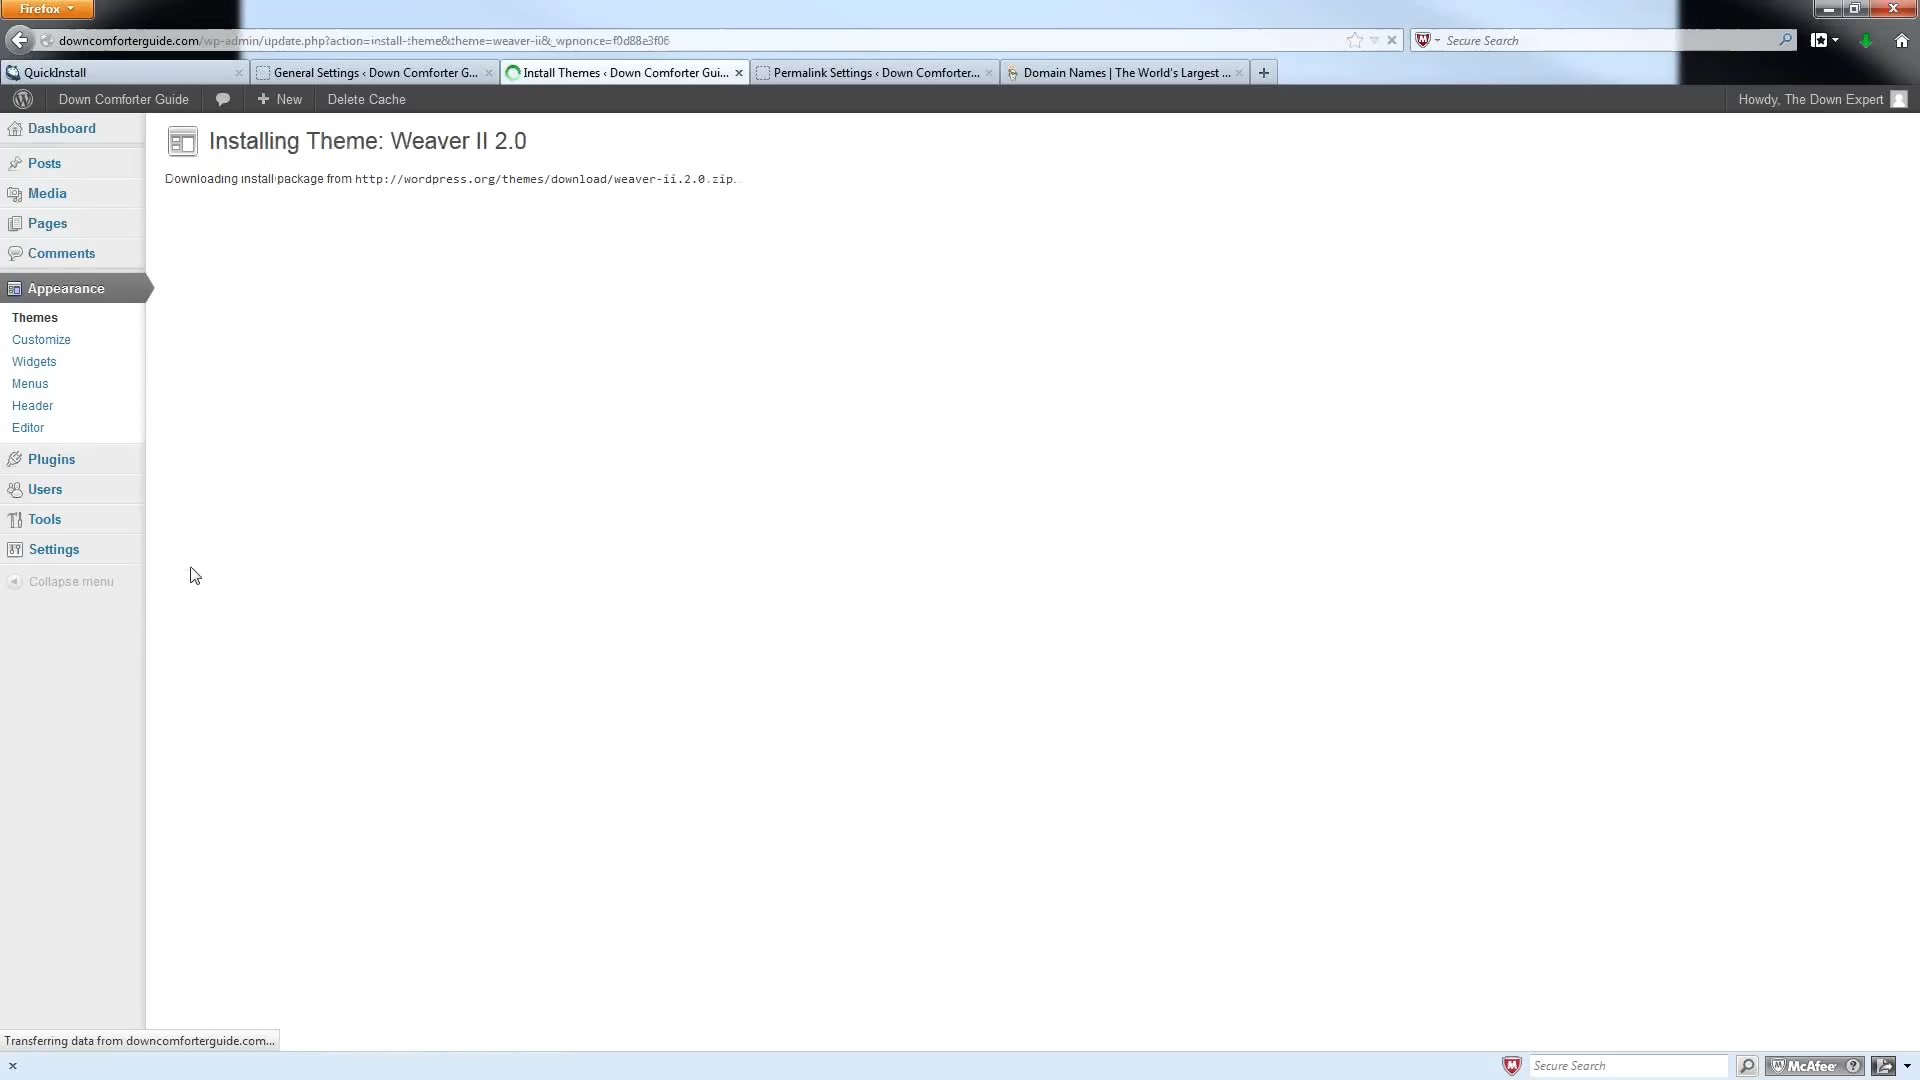 Firefox
downcomforterguide.com/wp-admin/update.php?action=install-theme&theme=weaver-ii&_wpnonce=f0d88e3f06
Secure Search
QuickInstall
General Settings ‹ Down Comforter G...
Install Themes ‹ Down Comforter Gui...
Permalink Settings ‹ Down Comforter...
Domain Names | The World's Largest ...
Down Comforter Guide
New
Delete Cache
Howdy, The Down Expert
Dashboard
Posts
Media
Pages
Comments
Appearance
Themes
Customize
Widgets
Menus
Header
Editor
Plugins
Users
Tools
Settings
Collapse menu
Installing Theme: Weaver II 2.0
Downloading install package from http://wordpress.org/themes/download/weaver-ii.2.0.zip.
Transferring data from downcomforterguide.com...
Secure Search
McAfee